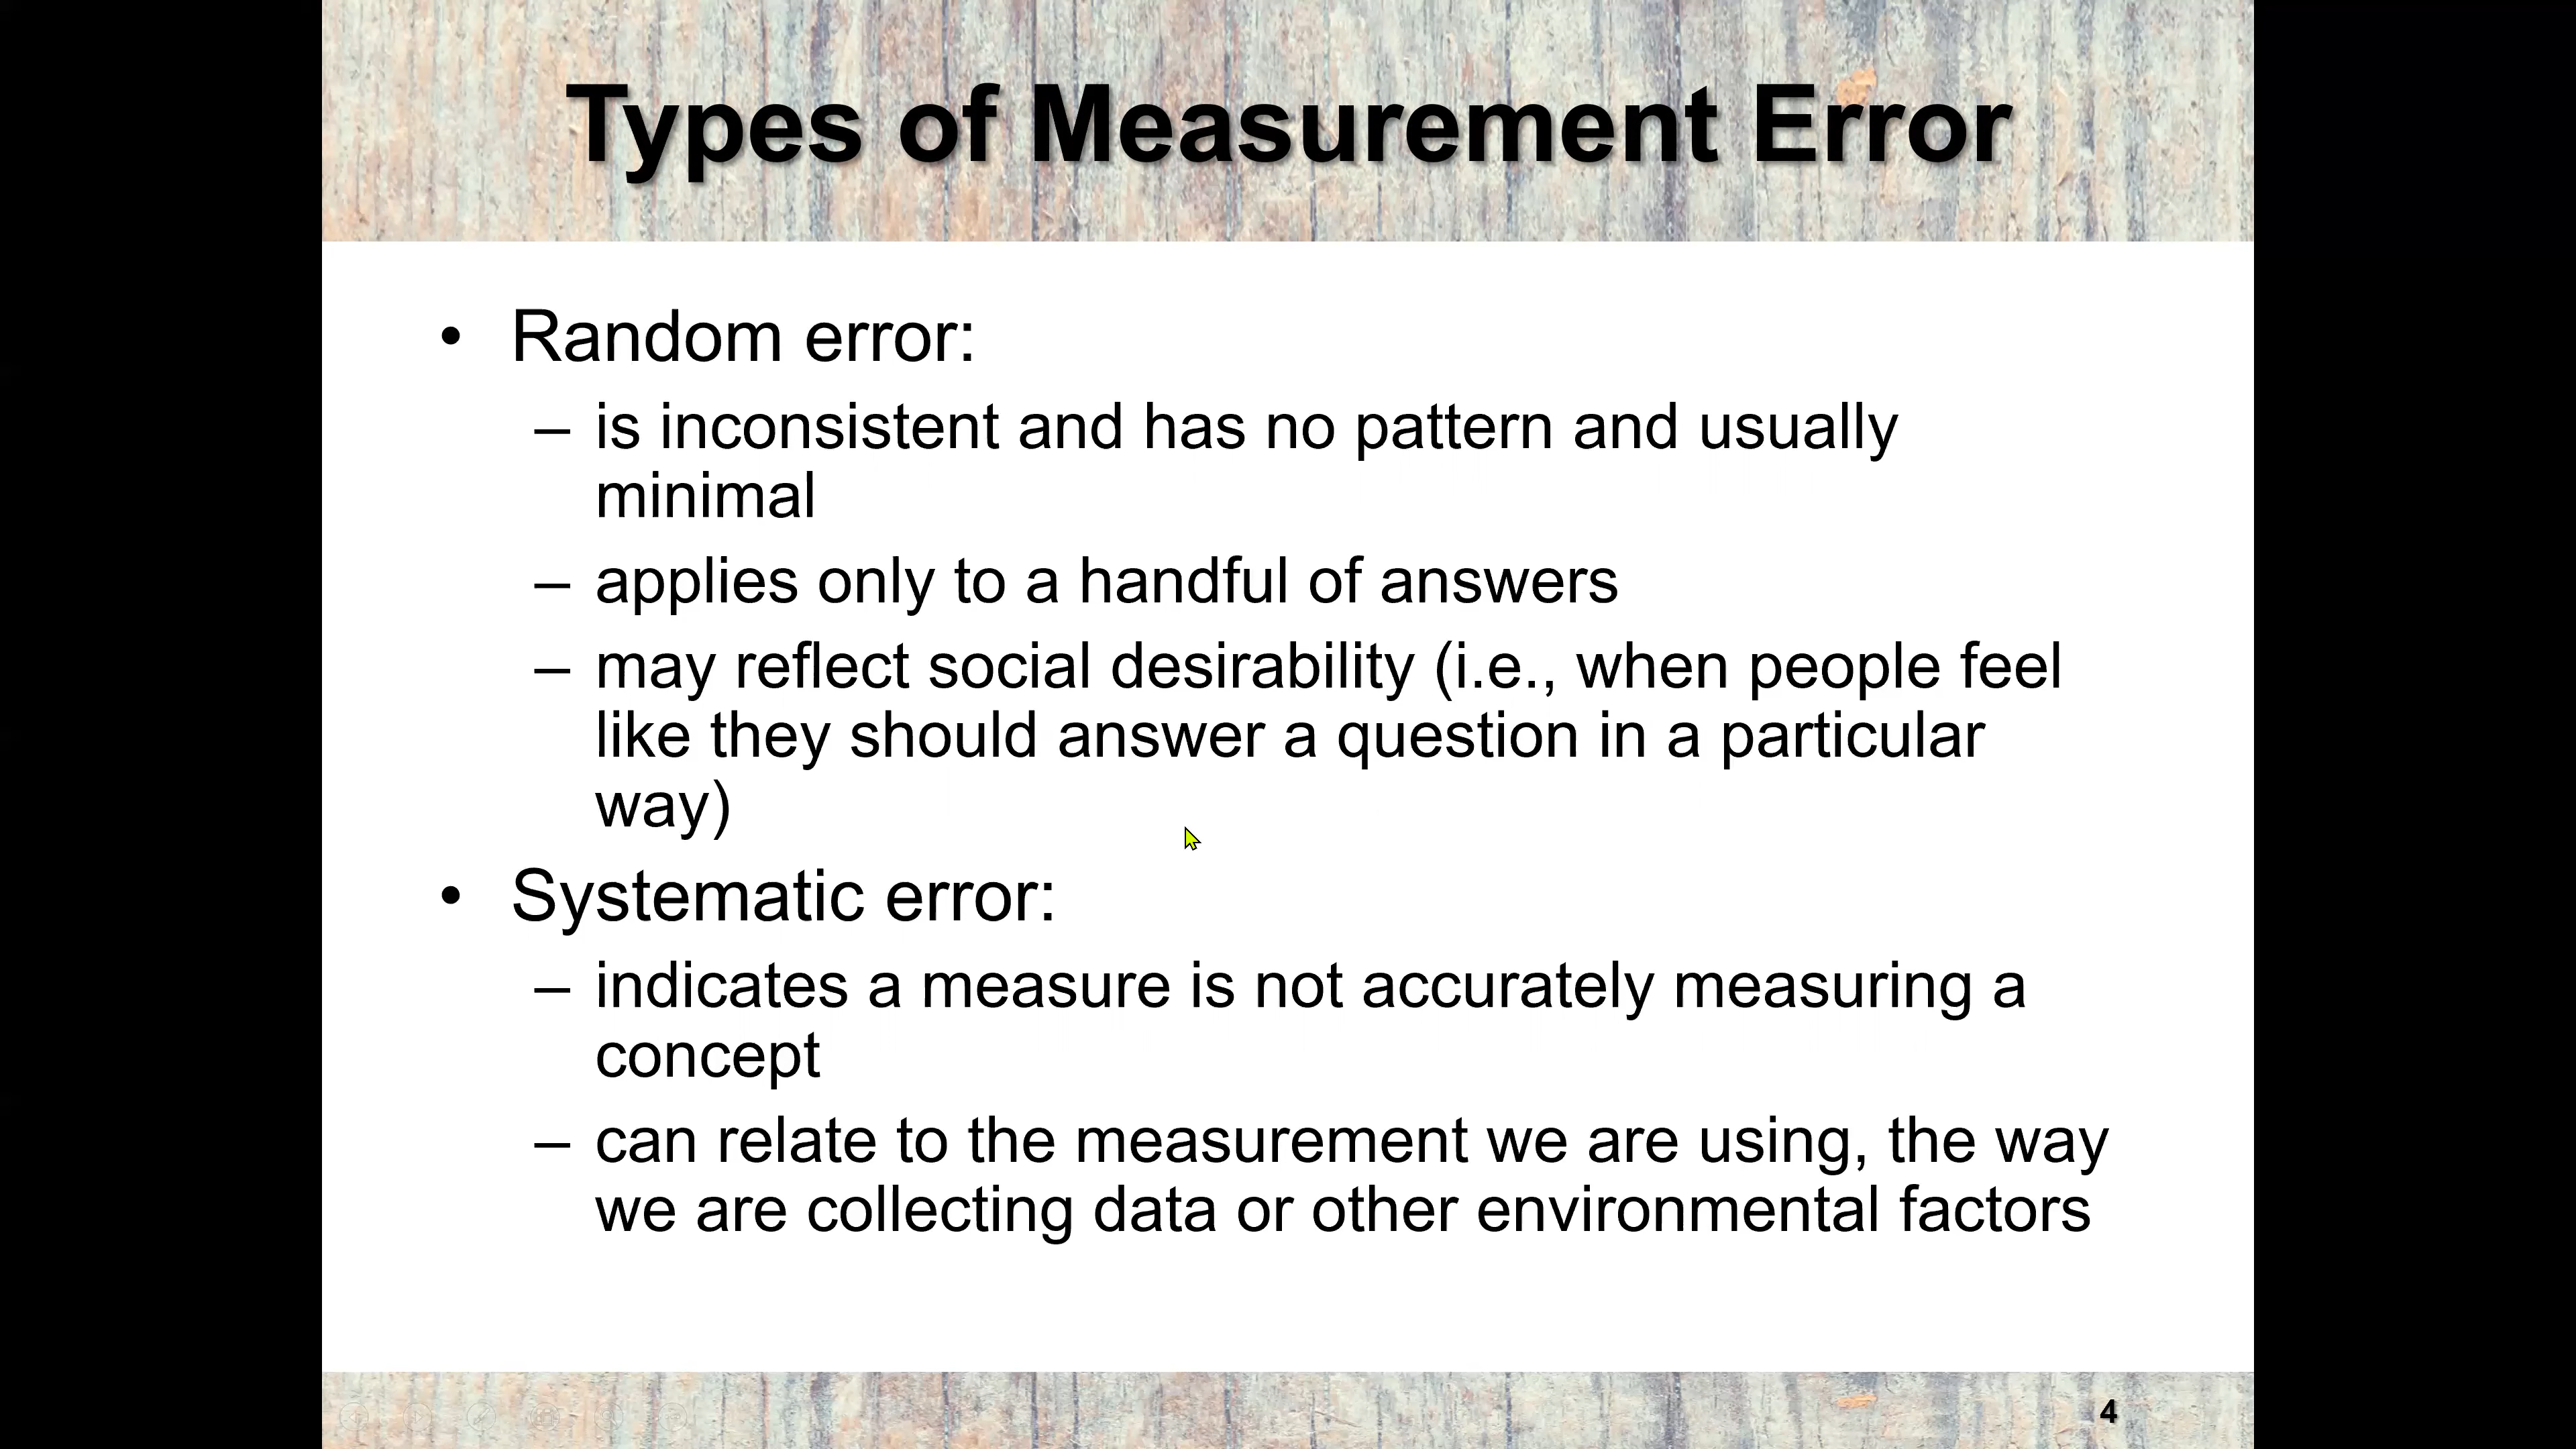 Types of Measurement Error
• Random error:
– is inconsistent and has no pattern and usually
minimal
– applies only to a handful of answers
– may reflect social desirability (i.e., when people feel
like they should answer a question in a particular
way)
• Systematic error:
– indicates a measure is not accurately measuring a
concept
– can relate to the measurement we are using, the way
we are collecting data or other environmental factors
4